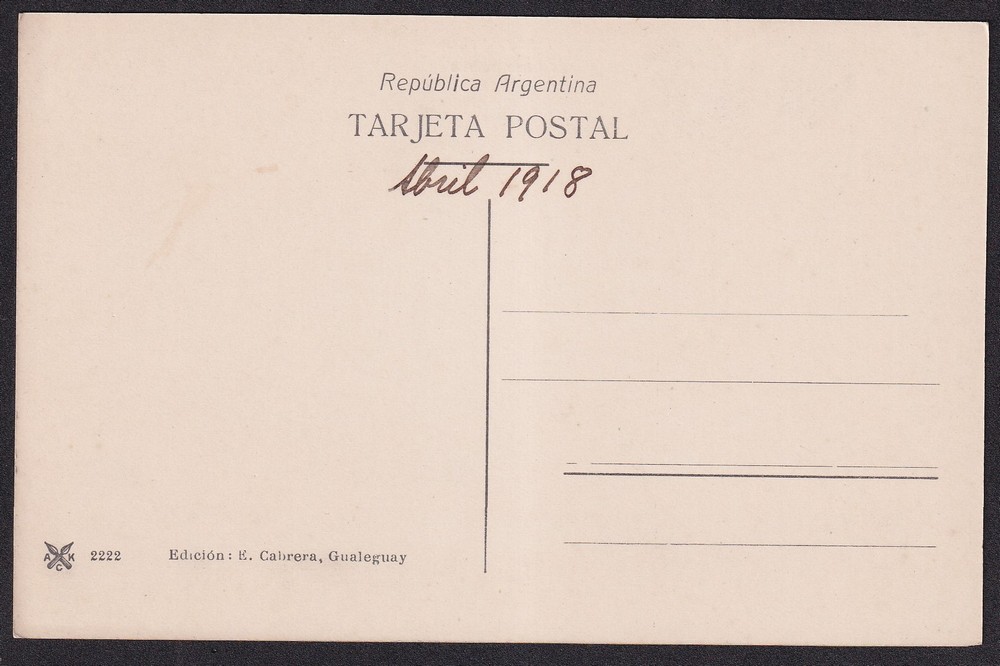 República Argentina
TARJETA POSTAL
Abril 1918
A K C 2222 Edición: E. Cabrera, Gualeguay